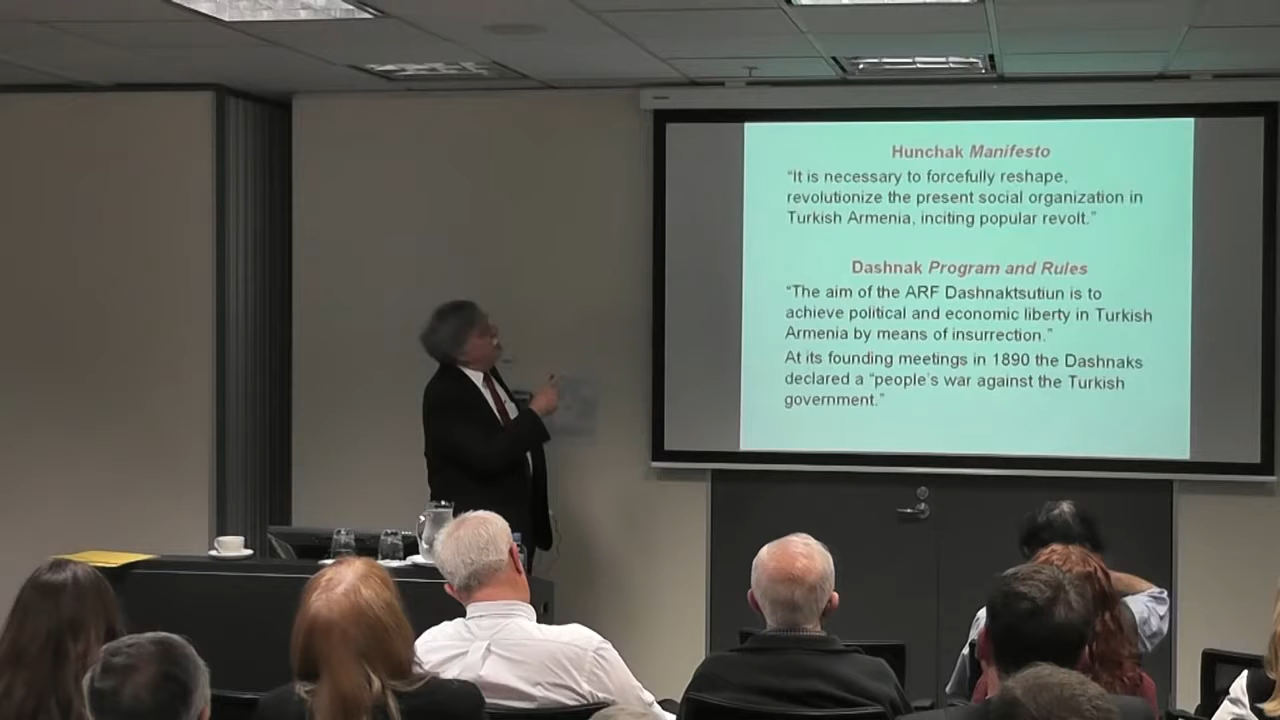 Hunchak Manifesto
"It is necessary to forcefully reshape,
revolutionize the present social organization in
Turkish Armenia, inciting popular revolt."
Dashnak Program and Rules
"The aim of the ARF Dashnaktsutiun is to
achieve political and economic liberty in Turkish
Armenia by means of insurrection."
At its founding meetings in 1890 the Dashnaks
declared a "people's war against the Turkish
government."